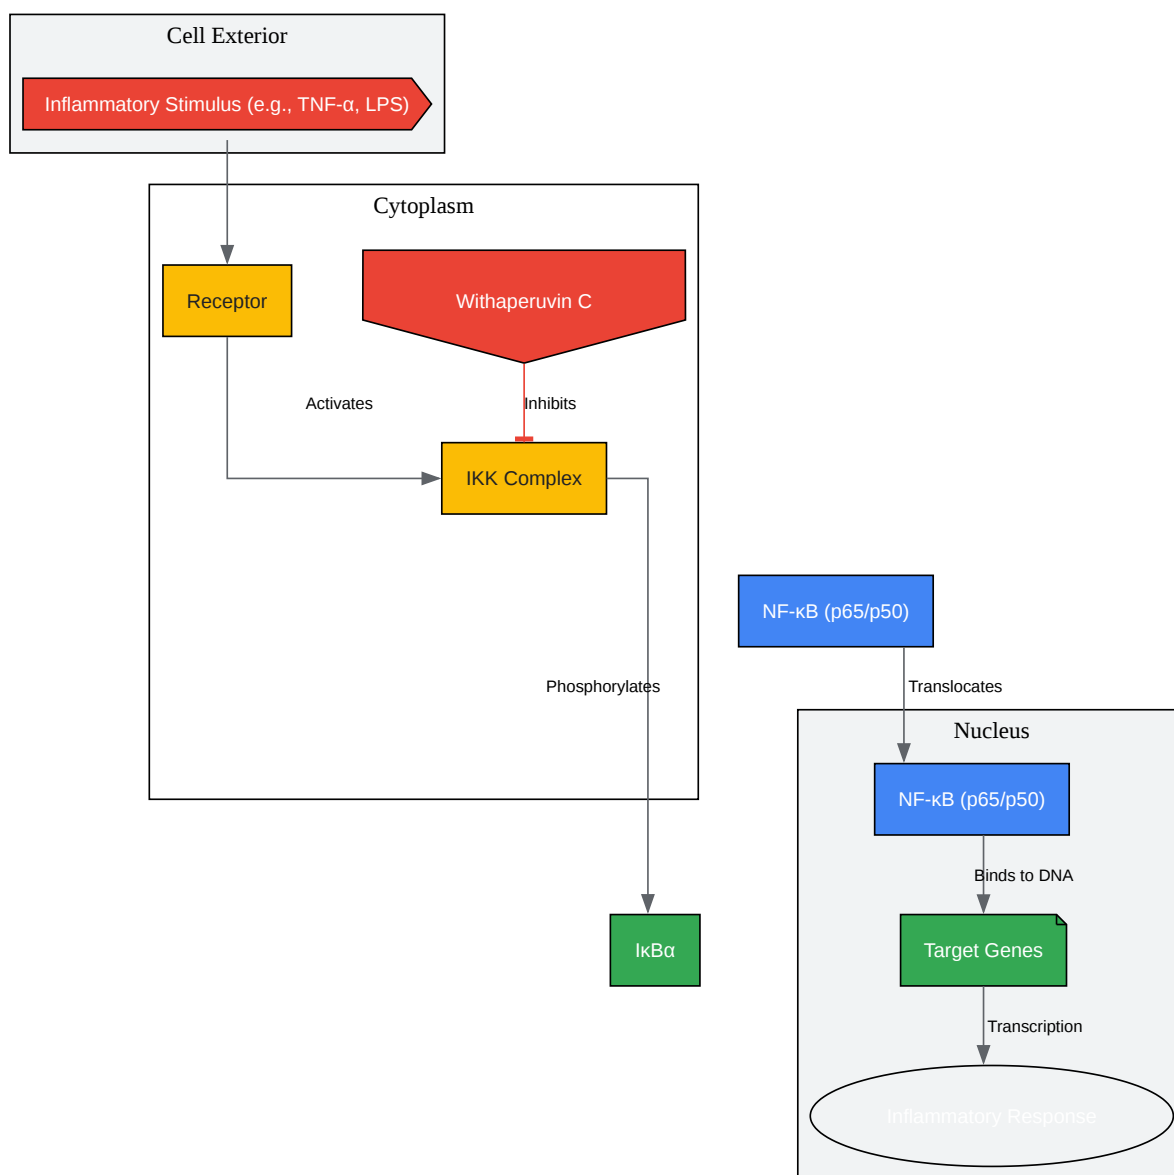 Cell Exterior
Inflammatory Stimulus (e.g., TNF-α, LPS)
Cytoplasm
Receptor
Withaperuvin C
Activates
Inhibits
IKK Complex
NF-κB (p65/p50)
Phosphorylates
Translocates
Nucleus
NF-κB (p65/p50)
Binds to DNA
IκBα
Target Genes
Transcription
Inflammatory Response